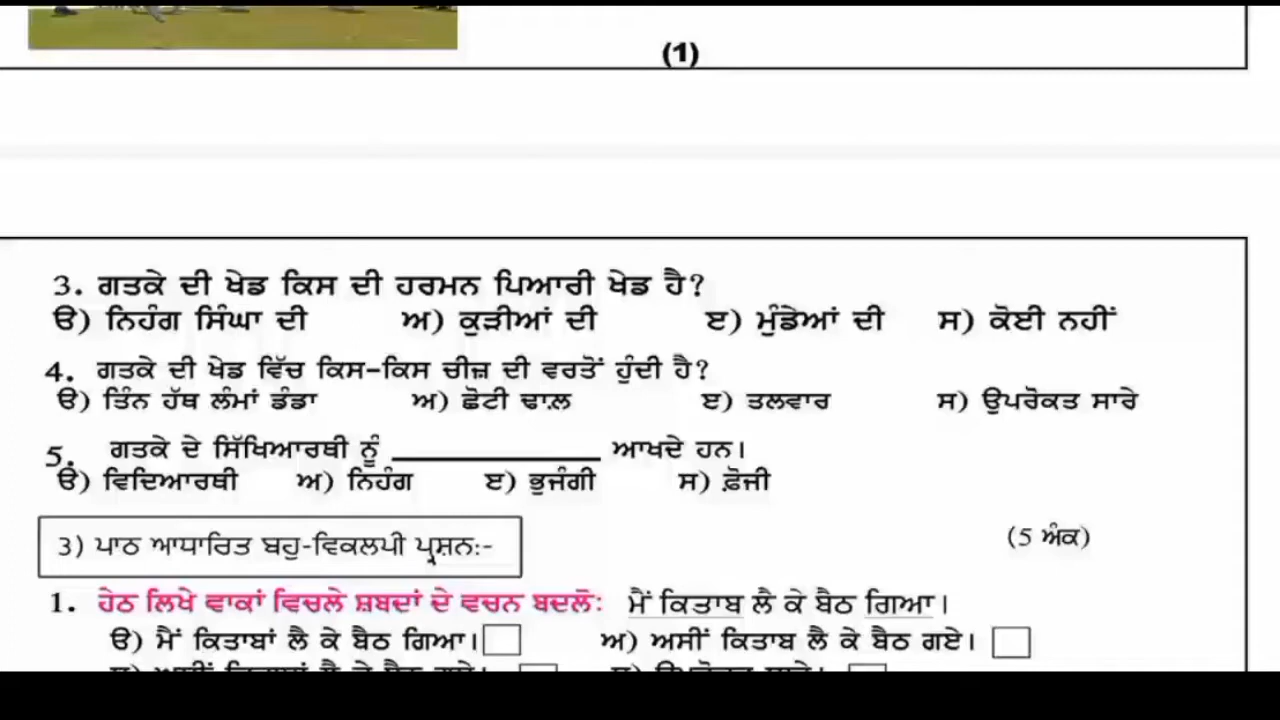 (1)
3. ਗਤਕੇ ਦੀ ਖੇਡ ਕਿਸ ਦੀ ਹਰਮਨ ਪਿਆਰੀ ਖੇਡ ਹੈ?
ੳ) ਨਿਹੰਗ ਸਿੰਘਾ ਦੀ ਅ) ਕੁੜੀਆਂ ਦੀ ੲ) ਮੁੰਡੇਆਂ ਦੀ ਸ) ਕੋਈ ਨਹੀਂ
4. ਗਤਕੇ ਦੀ ਖੇਡ ਵਿੱਚ ਕਿਸ-ਕਿਸ ਚੀਜ਼ ਦੀ ਵਰਤੋਂ ਹੁੰਦੀ ਹੈ?
ੳ) ਤਿੰਨ ਹੱਥ ਲੰਮਾਂ ਡੰਡਾ ਅ) ਛੋਟੀ ਢਾਲ਼ ੲ) ਤਲਵਾਰ ਸ) ਉਪਰੋਕਤ ਸਾਰੇ
5. ਗਤਕੇ ਦੇ ਸਿੱਖਿਆਰਥੀ ਨੂੰ ____________ ਆਖਦੇ ਹਨ।
ੳ) ਵਿਦਿਆਰਥੀ ਅ) ਨਿਹੰਗ ੲ) ਭੁਜੰਗੀ ਸ) ਫ਼ੋਜੀ
3) ਪਾਠ ਆਧਾਰਿਤ ਬਹੁ-ਵਿਕਲਪੀ ਪ੍ਰਸ਼ਨ:- (5 ਅੰਕ)
1. ਹੇਠ ਲਿਖੇ ਵਾਕਾਂ ਵਿਚਲੇ ਸ਼ਬਦਾਂ ਦੇ ਵਚਨ ਬਦਲੋ: ਮੈਂ ਕਿਤਾਬ ਲੈ ਕੇ ਬੈਠ ਗਿਆ।
ੳ) ਮੈਂ ਕਿਤਾਬਾਂ ਲੈ ਕੇ ਬੈਠ ਗਿਆ। ਅ) ਅਸੀਂ ਕਿਤਾਬ ਲੈ ਕੇ ਬੈਠ ਗਏ।